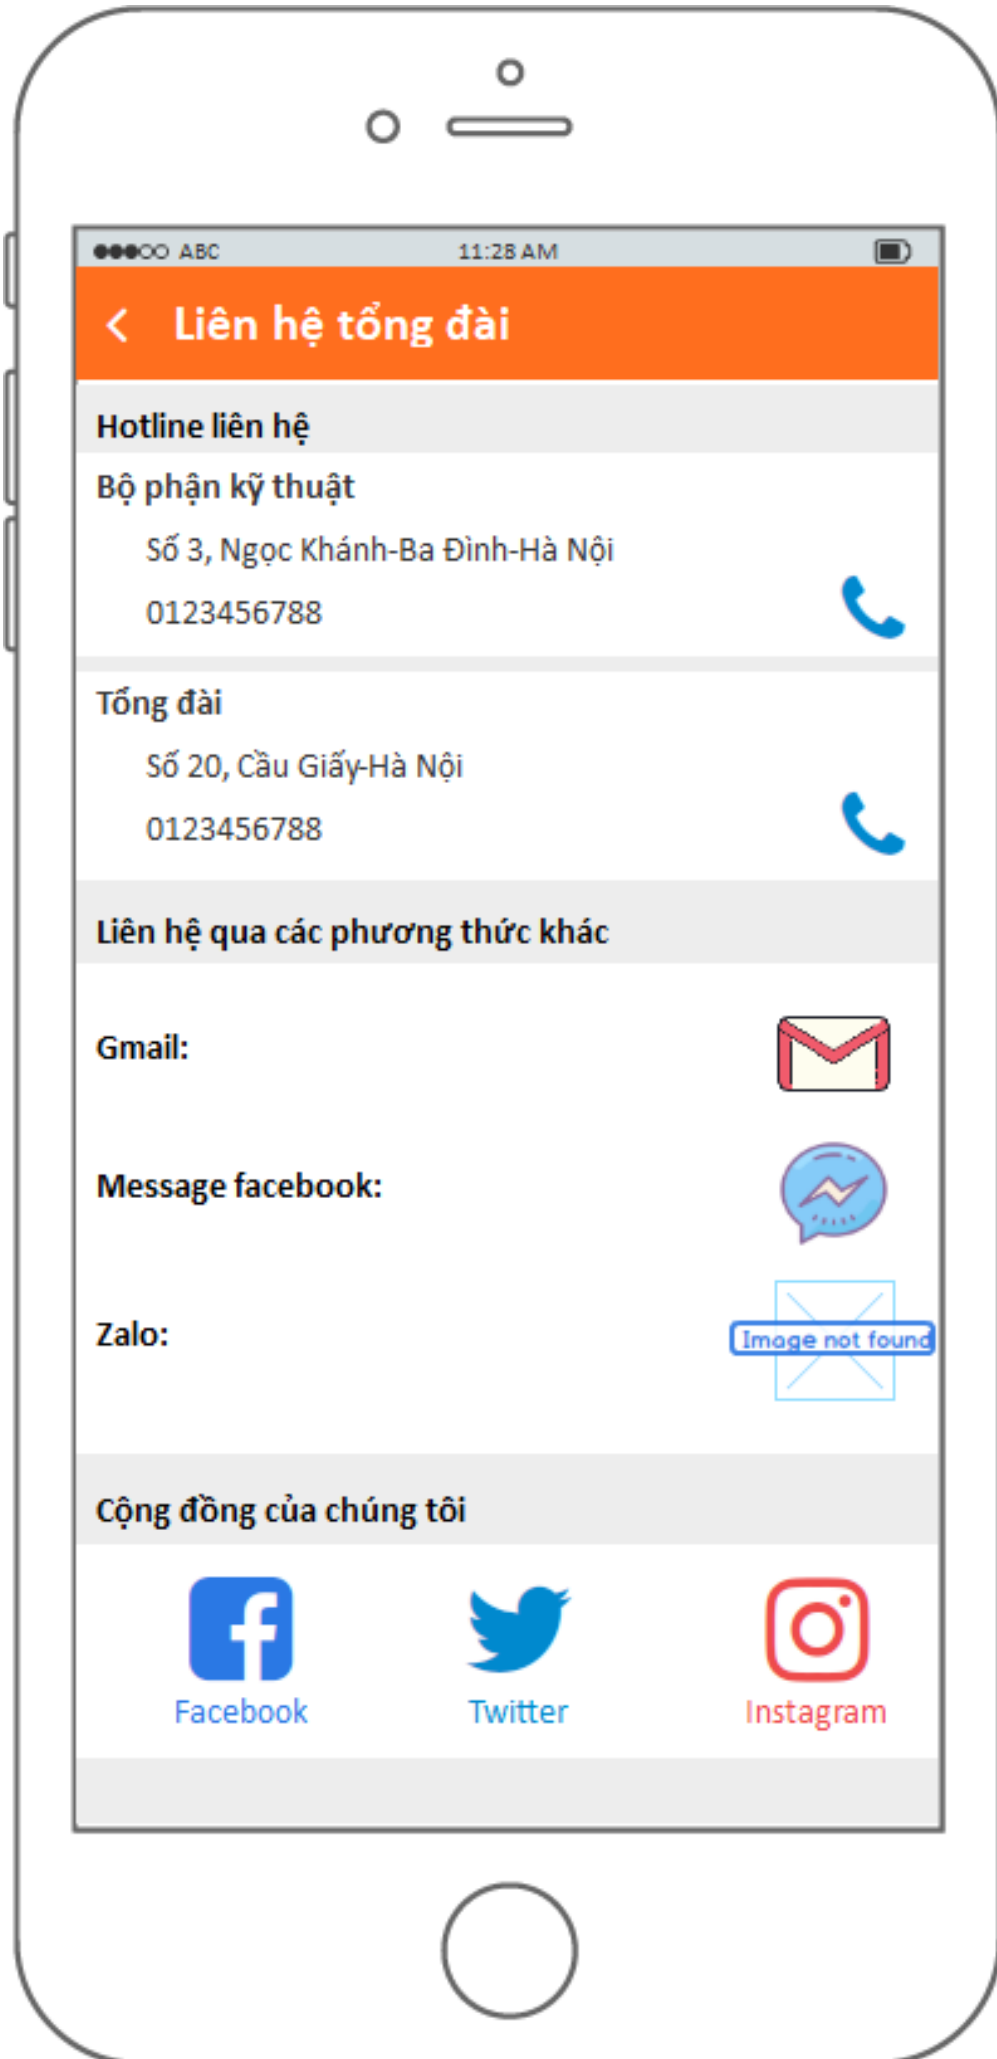 ABC 11:28 AM
Liên hệ tổng đài
Hotline liên hệ
Bộ phận kỹ thuật
Số 3, Ngọc Khánh-Ba Đình-Hà Nội
0123456788
Tổng đài
Số 20, Cầu Giấy-Hà Nội
0123456788
Liên hệ qua các phương thức khác
Gmail:
Message facebook:
Zalo:
Image not found
Cộng đồng của chúng tôi
Facebook Twitter Instagram